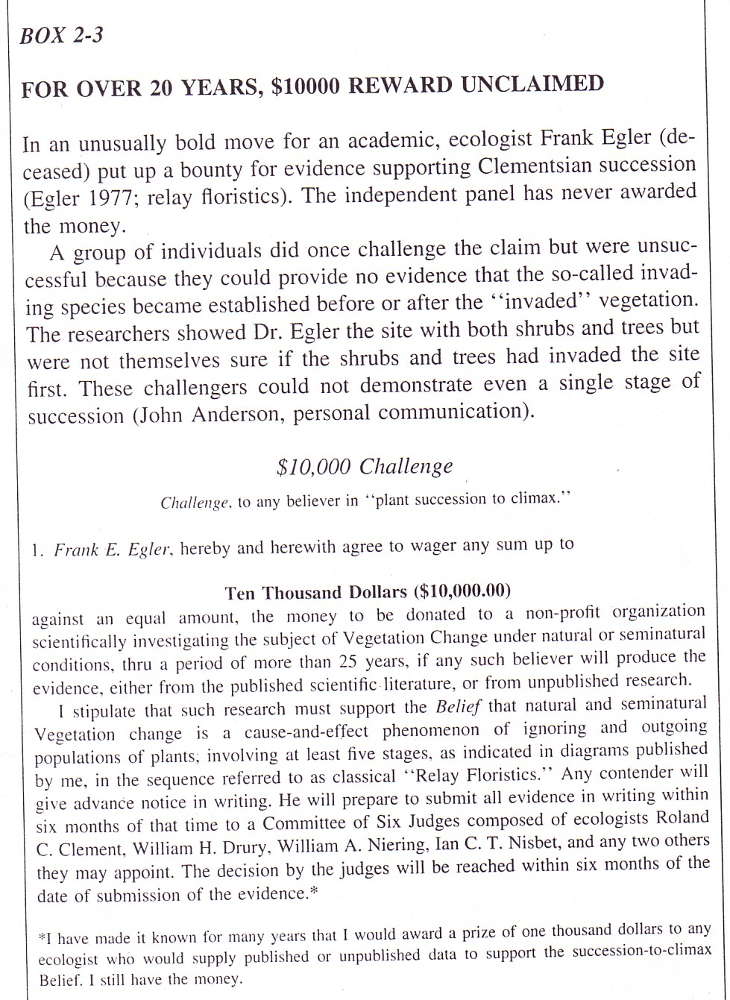 BOX 2-3
FOR OVER 20 YEARS, $10000 REWARD UNCLAIMED
In an unusually bold move for an academic, ecologist Frank Egler (de-
ceased) put up a bounty for evidence supporting Clementsian succession
(Egler 1977; relay floristics). The independent panel has never awarded
the money.
A group of individuals did once challenge the claim but were unsuc-
cessful because they could provide no evidence that the so-called invad-
ing species became established before or after the ‘‘invaded’’ vegetation.
The researchers showed Dr. Egler the site with both shrubs and trees but
were not themselves sure if the shrubs and trees had invaded the site
first. These challengers could not demonstrate even a single stage of
succession (John Anderson, personal communication).
$10,000 Challenge
Challenge, to any believer in ‘‘plant succession to climax.’’
1. Frank E. Egler, hereby and herewith agree to wager any sum up to
Ten Thousand Dollars ($10,000.00)
against an equal amount, the money to be donated to a non-profit organization
scientifically investigating the subject of Vegetation Change under natural or seminatural
conditions, thru a period of more than 25 years, if any such believer will produce the
evidence, either from the published scientific literature, or from unpublished research.
I stipulate that such research must support the Belief that natural and seminatural
Vegetation change is a cause-and-effect phenomenon of ignoring and outgoing
populations of plants; involving at least five stages, as indicated in diagrams published
by me, in the sequence referred to as classical ‘‘Relay Floristics.’’ Any contender will
give advance notice in writing. He will prepare to submit all evidence in writing within
six months of that time to a Committee of Six Judges composed of ecologists Roland
C. Clement, William H. Drury, William A. Niering, Ian C. T. Nisbet, and any two others
they may appoint. The decision by the judges will be reached within six months of the
date of submission of the evidence.*
*I have made it known for many years that I would award a prize of one thousand dollars to any
ecologist who would supply published or unpublished data to support the succession-to-climax
Belief. I still have the money.